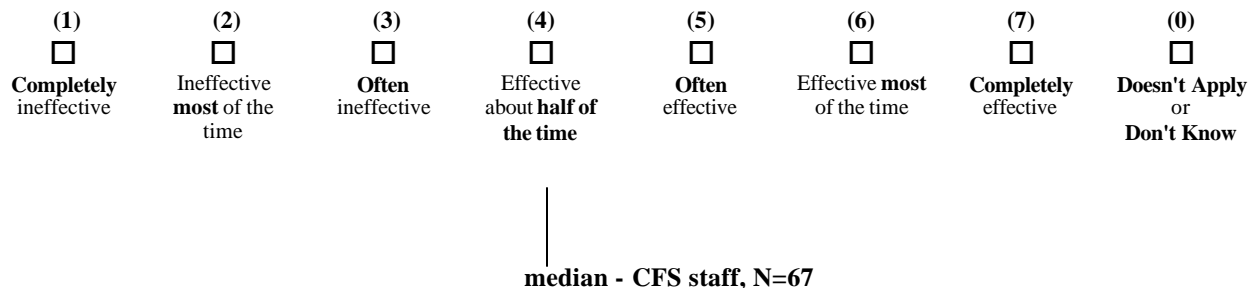 (1) (2) (3) (4) (5) (6) (7) (0)
Completely ineffective
Ineffective most of the time
Often ineffective
Effective about half of the time
Often effective
Effective most of the time
Completely effective
Doesn't Apply or Don't Know
median - CFS staff, N=67